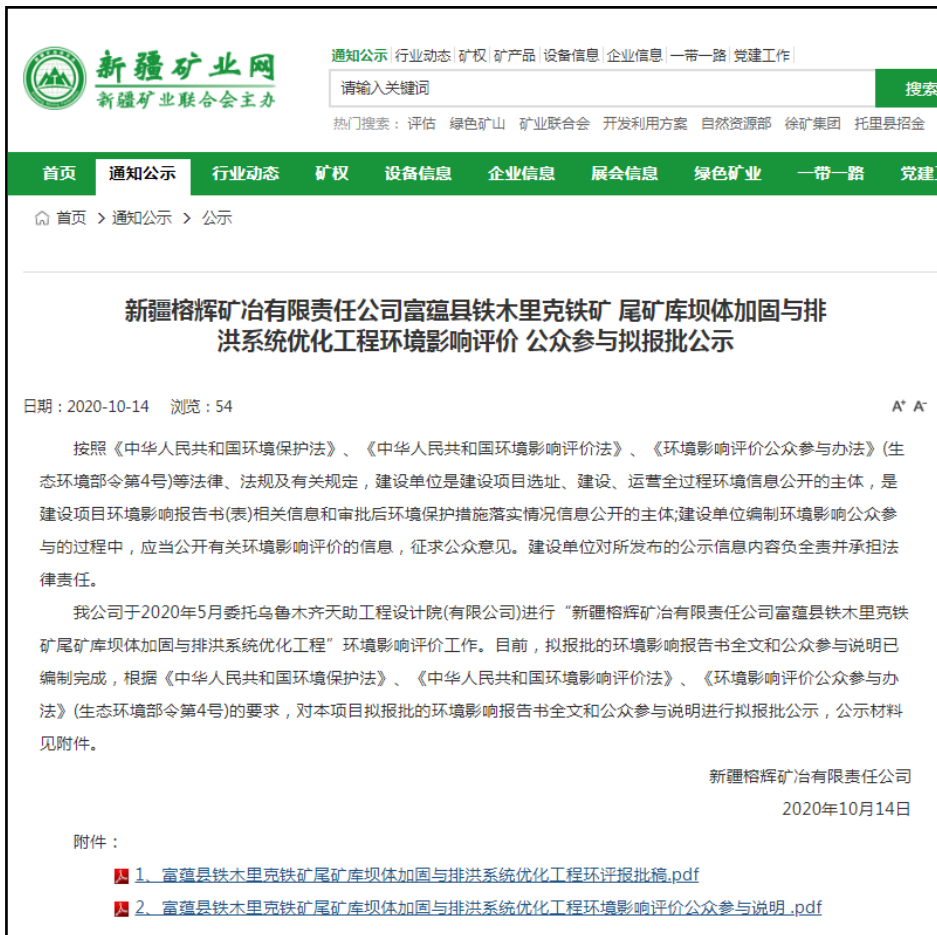 新疆矿业网
新疆矿业联合会主办
通知公示 行业动态 矿权 矿产品 设备信息 企业信息 一带一路 党建工作
请输入关键词
搜索
热门搜索： 评估 绿色矿山 矿业联合会 开发利用方案 自然资源部 徐矿集团 托里县招金
首页 通知公示 行业动态 矿权 设备信息 企业信息 展会信息 绿色矿业 一带一路 党建
首页 > 通知公示 > 公示
新疆榕辉矿冶有限责任公司富蕴县铁木里克铁矿 尾矿库坝体加固与排
洪系统优化工程环境影响评价 公众参与拟报批公示
日期：2020-10-14 浏览：54 A+ A-
按照《中华人民共和国环境保护法》、《中华人民共和国环境影响评价法》、《环境影响评价公众参与办法》(生
态环境部令第4号)等法律、法规及有关规定，建设单位是建设项目选址、建设、运营全过程环境信息公开的主体，是
建设项目环境影响报告书(表)相关信息和审批后环境保护措施落实情况信息公开的主体;建设单位编制环境影响公众参
与的过程中，应当公开有关环境影响评价的信息，征求公众意见。建设单位对所发布的公示信息内容负全责并承担法
律责任。
我公司于2020年5月委托乌鲁木齐天助工程设计院(有限公司)进行“新疆榕辉矿冶有限责任公司富蕴县铁木里克铁
矿尾矿库坝体加固与排洪系统优化工程”环境影响评价工作。目前，拟报批的环境影响报告书全文和公众参与说明已
编制完成，根据《中华人民共和国环境保护法》、《中华人民共和国环境影响评价法》、《环境影响评价公众参与办
法》(生态环境部令第4号)的要求，对本项目拟报批的环境影响报告书全文和公众参与说明进行拟报批公示，公示材料
见附件。
新疆榕辉矿冶有限责任公司
2020年10月14日
附件：
1、富蕴县铁木里克铁矿尾矿库坝体加固与排洪系统优化工程环评报批稿.pdf
2、富蕴县铁木里克铁矿尾矿库坝体加固与排洪系统优化工程环境影响评价公众参与说明 .pdf